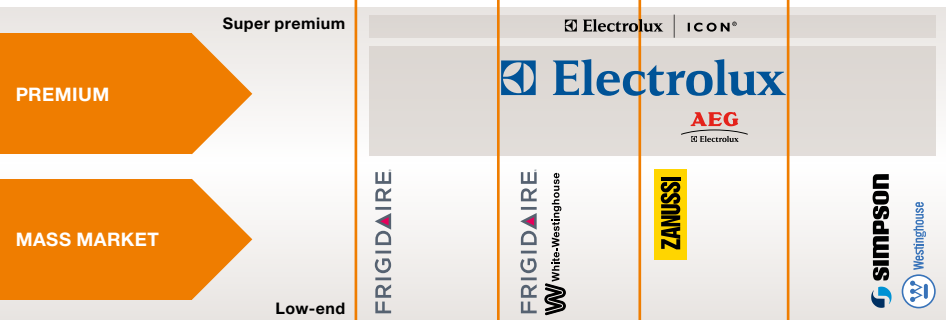 Super premium
Electrolux | ICON®
PREMIUM
Electrolux
AEG
Electrolux
MASS MARKET
FRIGIDAIRE
FRIGIDAIRE
White-Westinghouse
ZANUSSI
SIMPSON
Westinghouse
Low-end